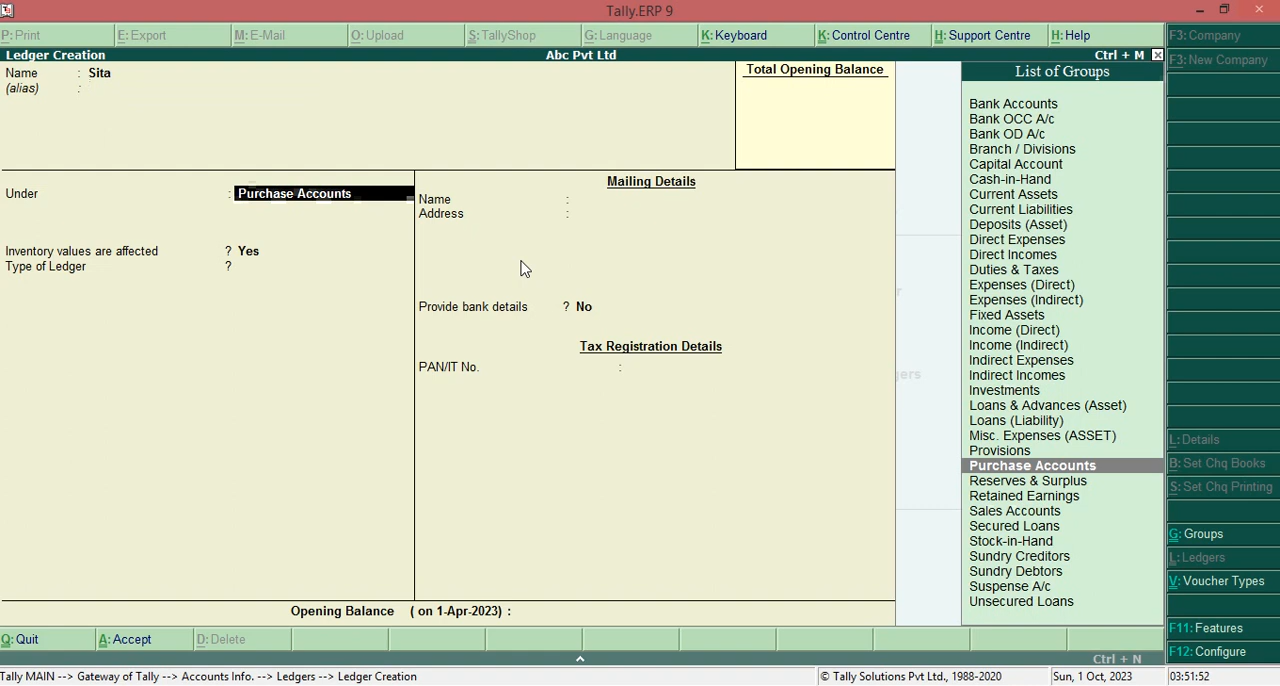 Tally.ERP 9
P: Print
E: Export
M: E-Mail
O: Upload
S: TallyShop
G: Language
K: Keyboard
K: Control Centre
H: Support Centre
H: Help
Ledger Creation
Abc Pvt Ltd
Ctrl + M
Name : Sita
(alias) :
Total Opening Balance
Under : Purchase Accounts
Inventory values are affected ? Yes
Type of Ledger ?
Mailing Details
Name :
Address :
Provide bank details ? No
Tax Registration Details
PAN/IT No. :
Opening Balance ( on 1-Apr-2023) :
List of Groups
Bank Accounts
Bank OCC A/c
Bank OD A/c
Branch / Divisions
Capital Account
Cash-in-Hand
Current Assets
Current Liabilities
Deposits (Asset)
Direct Expenses
Direct Incomes
Duties & Taxes
Expenses (Direct)
Expenses (Indirect)
Fixed Assets
Income (Direct)
Income (Indirect)
Indirect Expenses
Indirect Incomes
Investments
Loans & Advances (Asset)
Loans (Liability)
Misc. Expenses (ASSET)
Provisions
Purchase Accounts
Reserves & Surplus
Retained Earnings
Sales Accounts
Secured Loans
Stock-in-Hand
Sundry Creditors
Sundry Debtors
Suspense A/c
Unsecured Loans
F3: Company
F3: New Company
L: Details
B: Set Chq Books
S: Set Chq Printing
G: Groups
L: Ledgers
V: Voucher Types
F11: Features
F12: Configure
Q: Quit
A: Accept
D: Delete
Ctrl + N
Tally MAIN --> Gateway of Tally --> Accounts Info. --> Ledgers --> Ledger Creation
© Tally Solutions Pvt Ltd., 1988-2020
Sun, 1 Oct, 2023
03:51:52